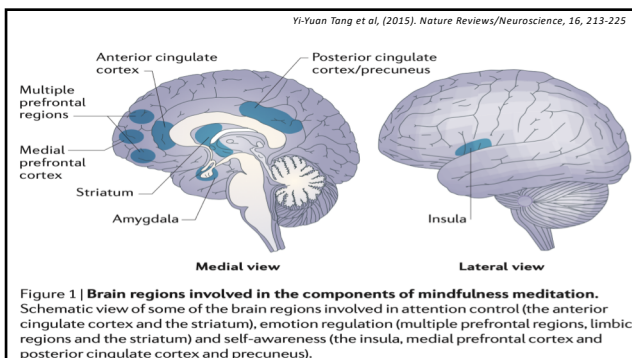 Yi-Yuan Tang et al, (2015). Nature Reviews/Neuroscience, 16, 213-225
Anterior cingulate
cortex
Posterior cingulate
cortex/precuneus
Multiple
prefrontal
regions
Medial
prefrontal
cortex
Striatum
Amygdala
Insula
Medial view
Lateral view
Figure 1 | Brain regions involved in the components of mindfulness meditation.
Schematic view of some of the brain regions involved in attention control (the anterior
cingulate cortex and the striatum), emotion regulation (multiple prefrontal regions, limbic
regions and the striatum) and self-awareness (the insula, medial prefrontal cortex and
posterior cingulate cortex and precuneus).